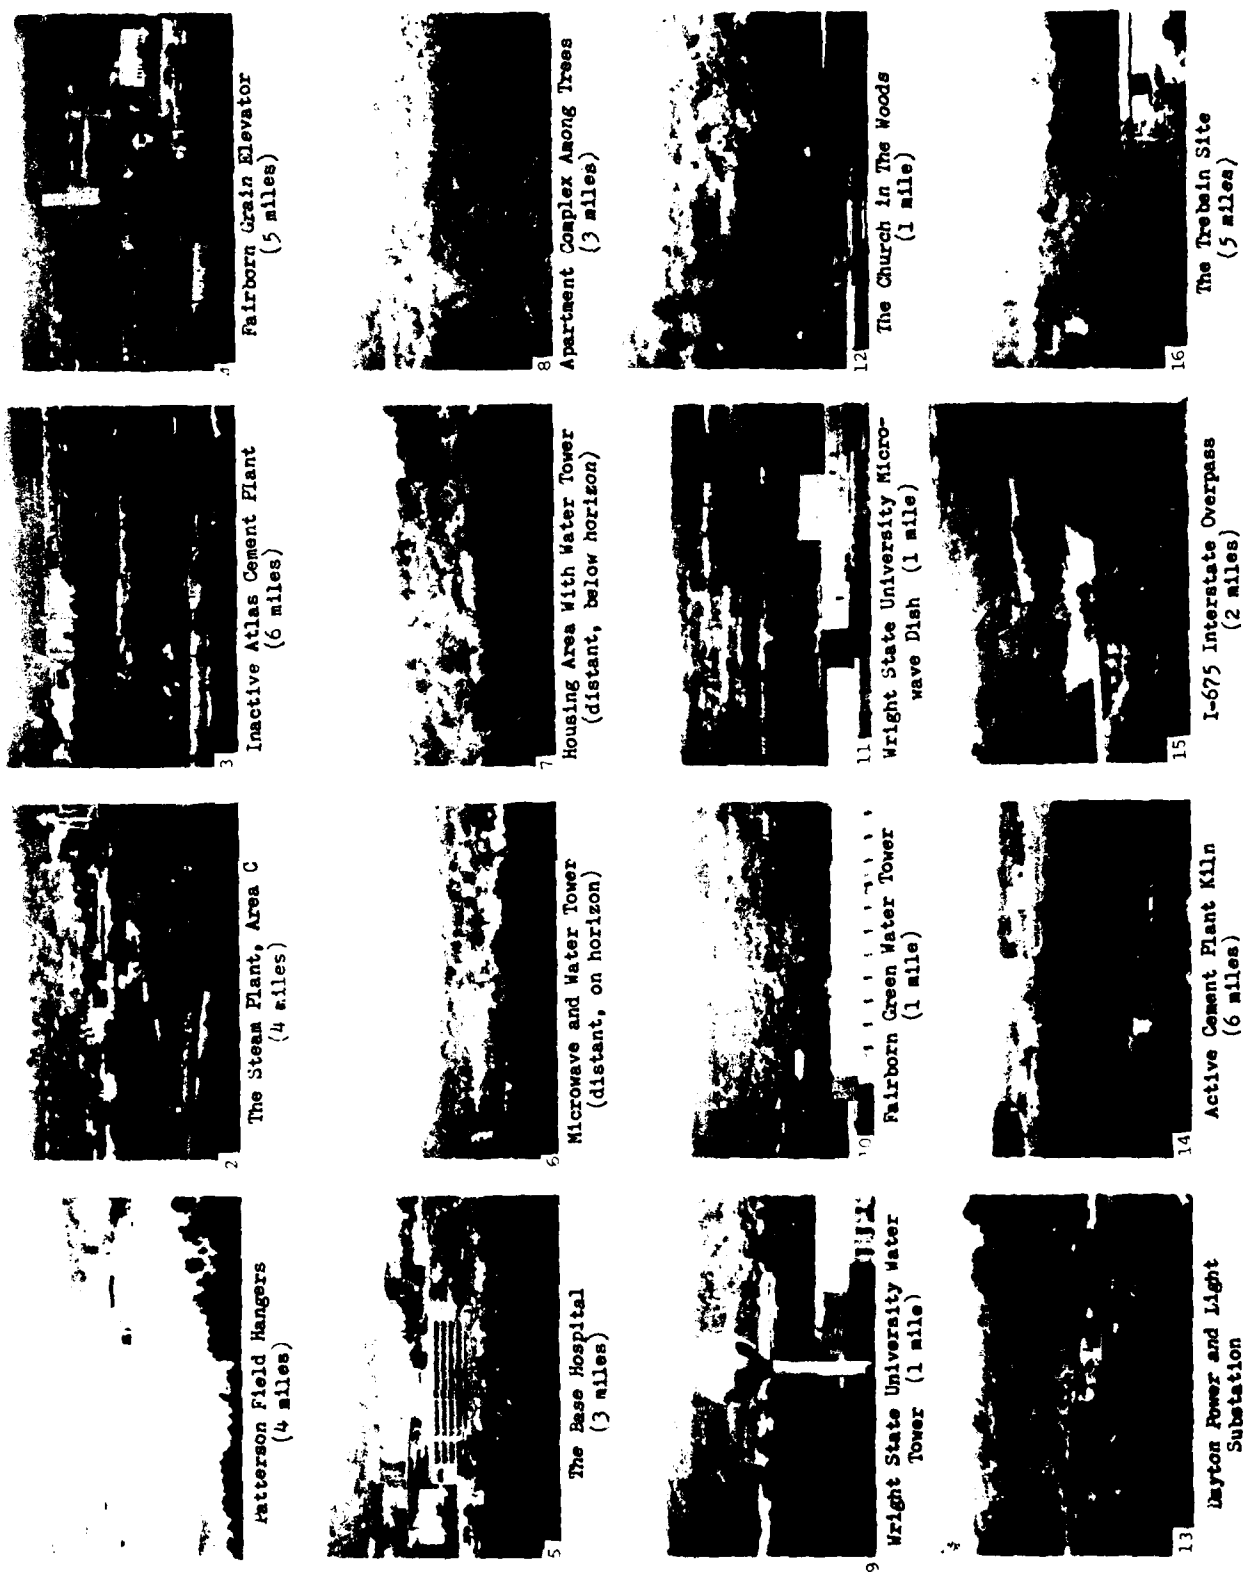 Patterson Field Hangers
(4 miles)
2
The Steam Plant, Area C
(4 miles)
3
Inactive Atlas Cement Plant
(6 miles)
4
Fairborn Grain Elevator
(5 miles)
5
The Base Hospital
(3 miles)
6
Microwave and Water Tower
(distant, on horizon)
7
Housing Area With Water Tower
(distant, below horizon)
8
Apartment Complex Among Trees
(3 miles)
9
Wright State University Water
Tower (1 mile)
10
Fairborn Green Water Tower
(1 mile)
11
Wright State University Micro-
wave Dish (1 mile)
12
The Church in The Woods
(1 mile)
13
Dayton Power and Light
Substation
14
Active Cement Plant Kiln
(6 miles)
15
I-675 Interstate Overpass
(2 miles)
16
The Trebein Site
(5 miles)